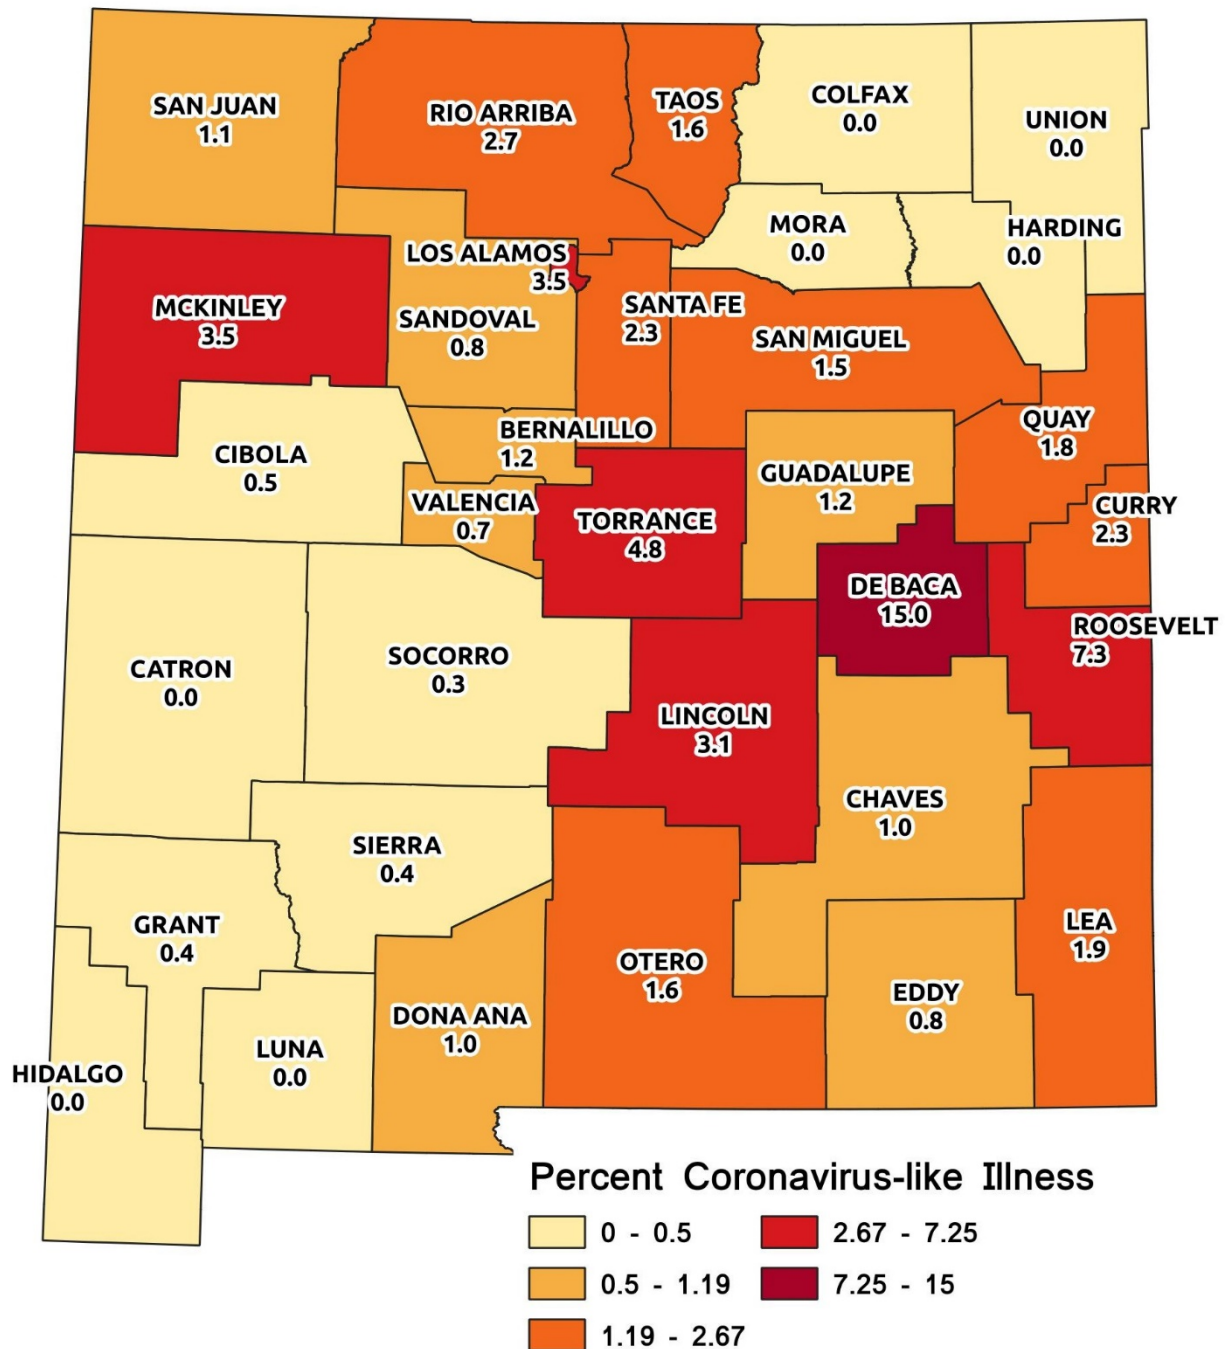 SAN JUAN
1.1
RIO ARRIBA
2.7
TAOS
1.6
COLFAX
0.0
UNION
0.0
MORA
0.0
HARDING
0.0
LOS ALAMOS
3.5
MCKINLEY
3.5
SANDOVAL
0.8
SANTA FE
2.3
SAN MIGUEL
1.5
CIBOLA
0.5
BERNALILLO
1.2
QUAY
1.8
GUADALUPE
1.2
VALENCIA
0.7
TORRANCE
4.8
CURRY
2.3
DE BACA
15.0
ROOSEVELT
7.3
CATRON
0.0
SOCORRO
0.3
LINCOLN
3.1
CHAVES
1.0
SIERRA
0.4
GRANT
0.4
LEA
1.9
OTERO
1.6
EDDY
0.8
DONA ANA
1.0
LUNA
0.0
HIDALGO
0.0
Percent Coronavirus-like Illness
0 - 0.5
0.5 - 1.19
1.19 - 2.67
2.67 - 7.25
7.25 - 15